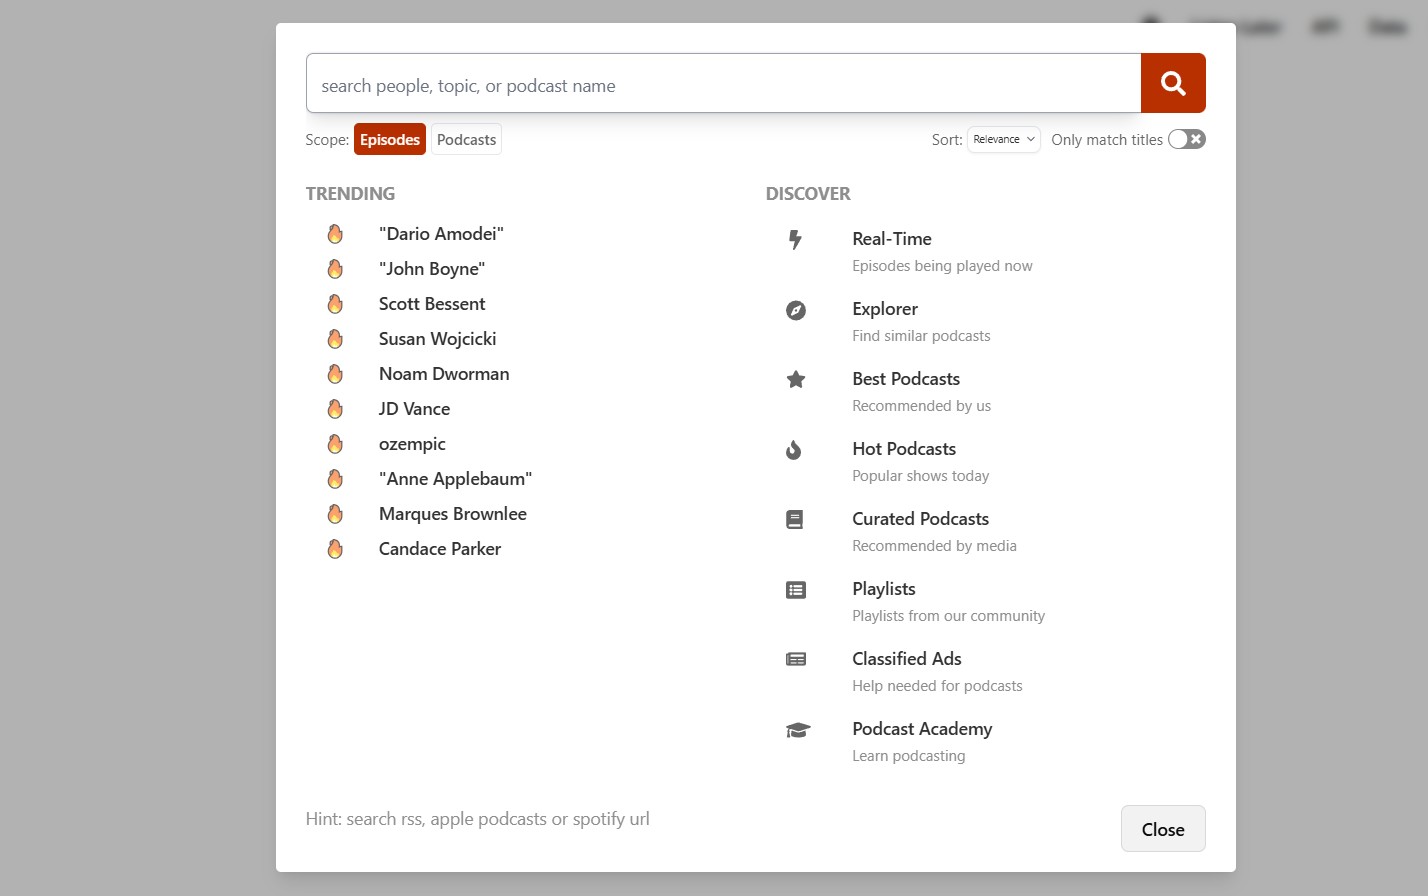 search people, topic, or podcast name
Scope: Episodes Podcasts
Sort: Relevance Only match titles
TRENDING
"Dario Amodei"
"John Boyne"
Scott Bessent
Susan Wojcicki
Noam Dworman
JD Vance
ozempic
"Anne Applebaum"
Marques Brownlee
Candace Parker
DISCOVER
Real-Time
Episodes being played now
Explorer
Find similar podcasts
Best Podcasts
Recommended by us
Hot Podcasts
Popular shows today
Curated Podcasts
Recommended by media
Playlists
Playlists from our community
Classified Ads
Help needed for podcasts
Podcast Academy
Learn podcasting
Hint: search rss, apple podcasts or spotify url
Close